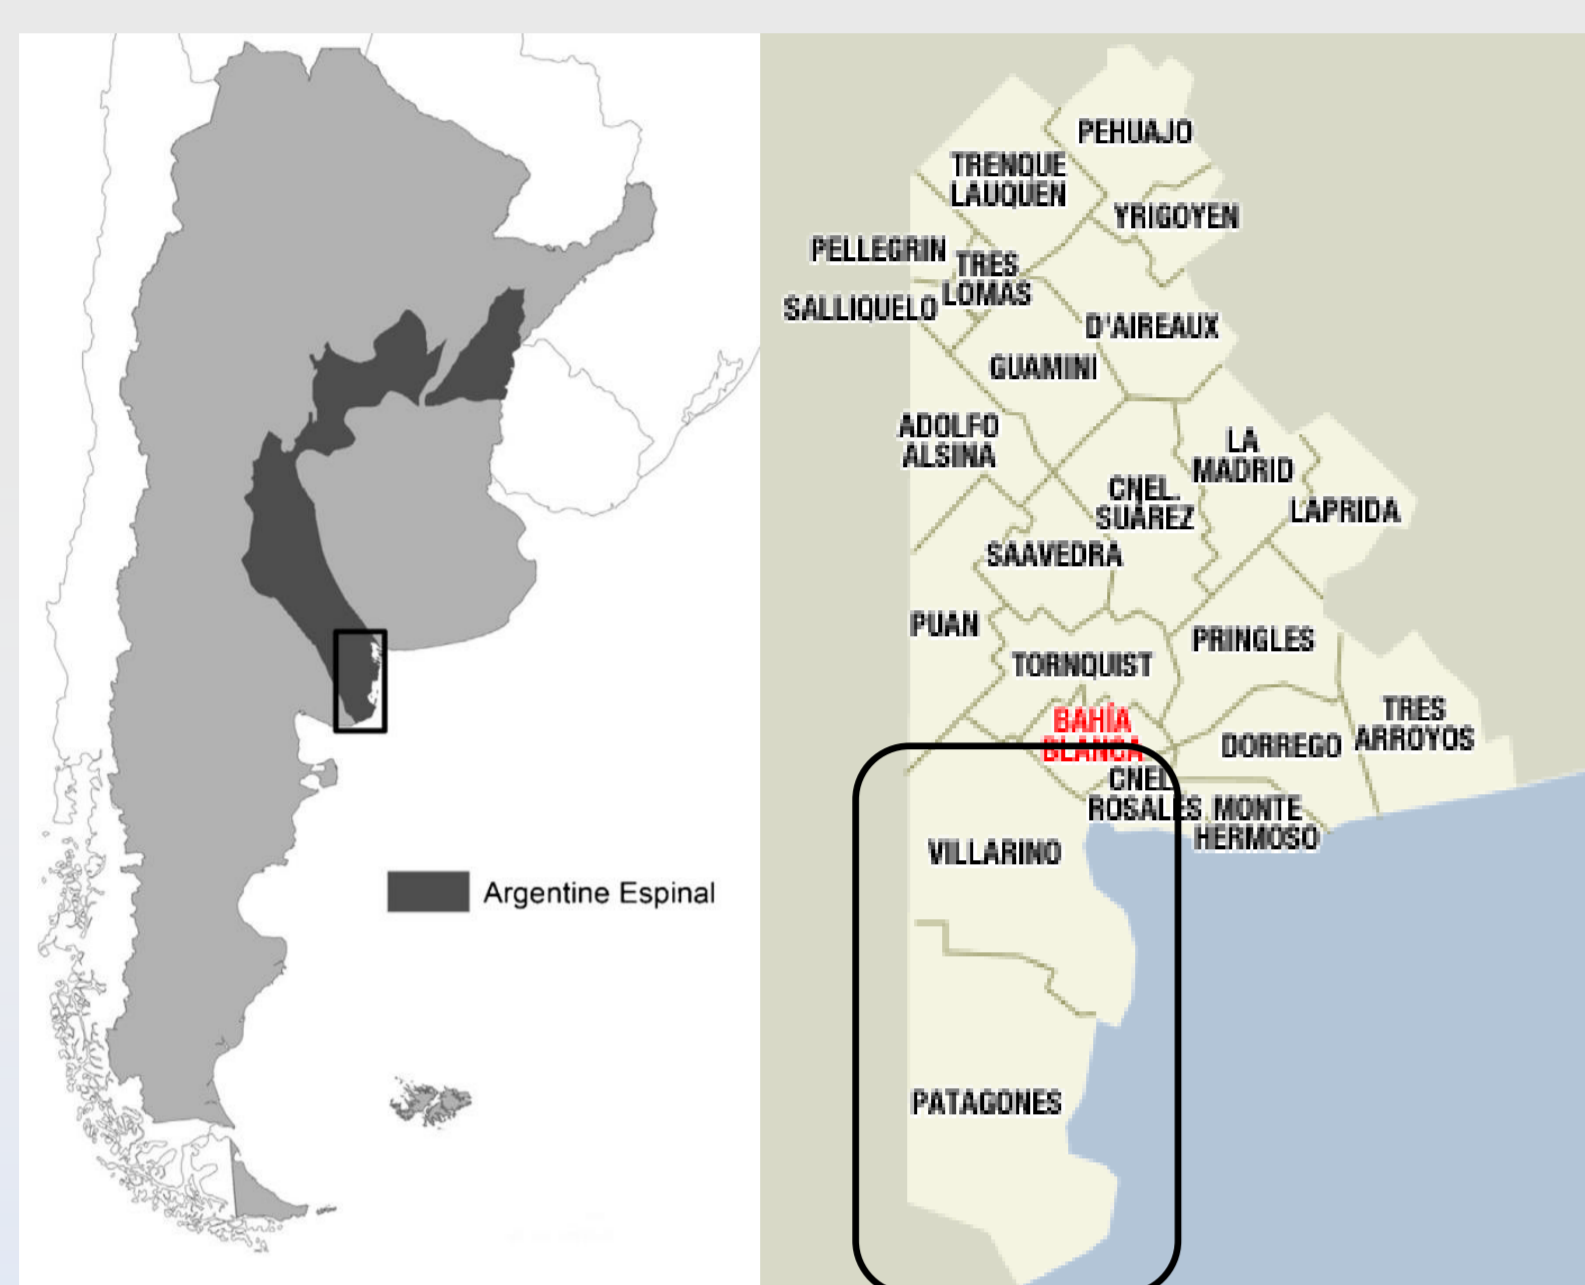 Argentine Espinal
PEHUAJO
TRENQUE
LAUQUEN
YRIGOYEN
PELLEGRIN
TRES
LOMAS
SALLIQUELO
D'AIREAUX
GUAMINI
ADOLFO
ALSINA
LA
MADRID
CNEL.
SUÁREZ
LAPRIDA
SAAVEDRA
PUAN
PRINGLES
TORNQUIST
BAHÍA
BLANCA
TRES
ARROYOS
DORREGO
CNEL
ROSALES
MONTE
HERMOSO
VILLARINO
PATAGONES